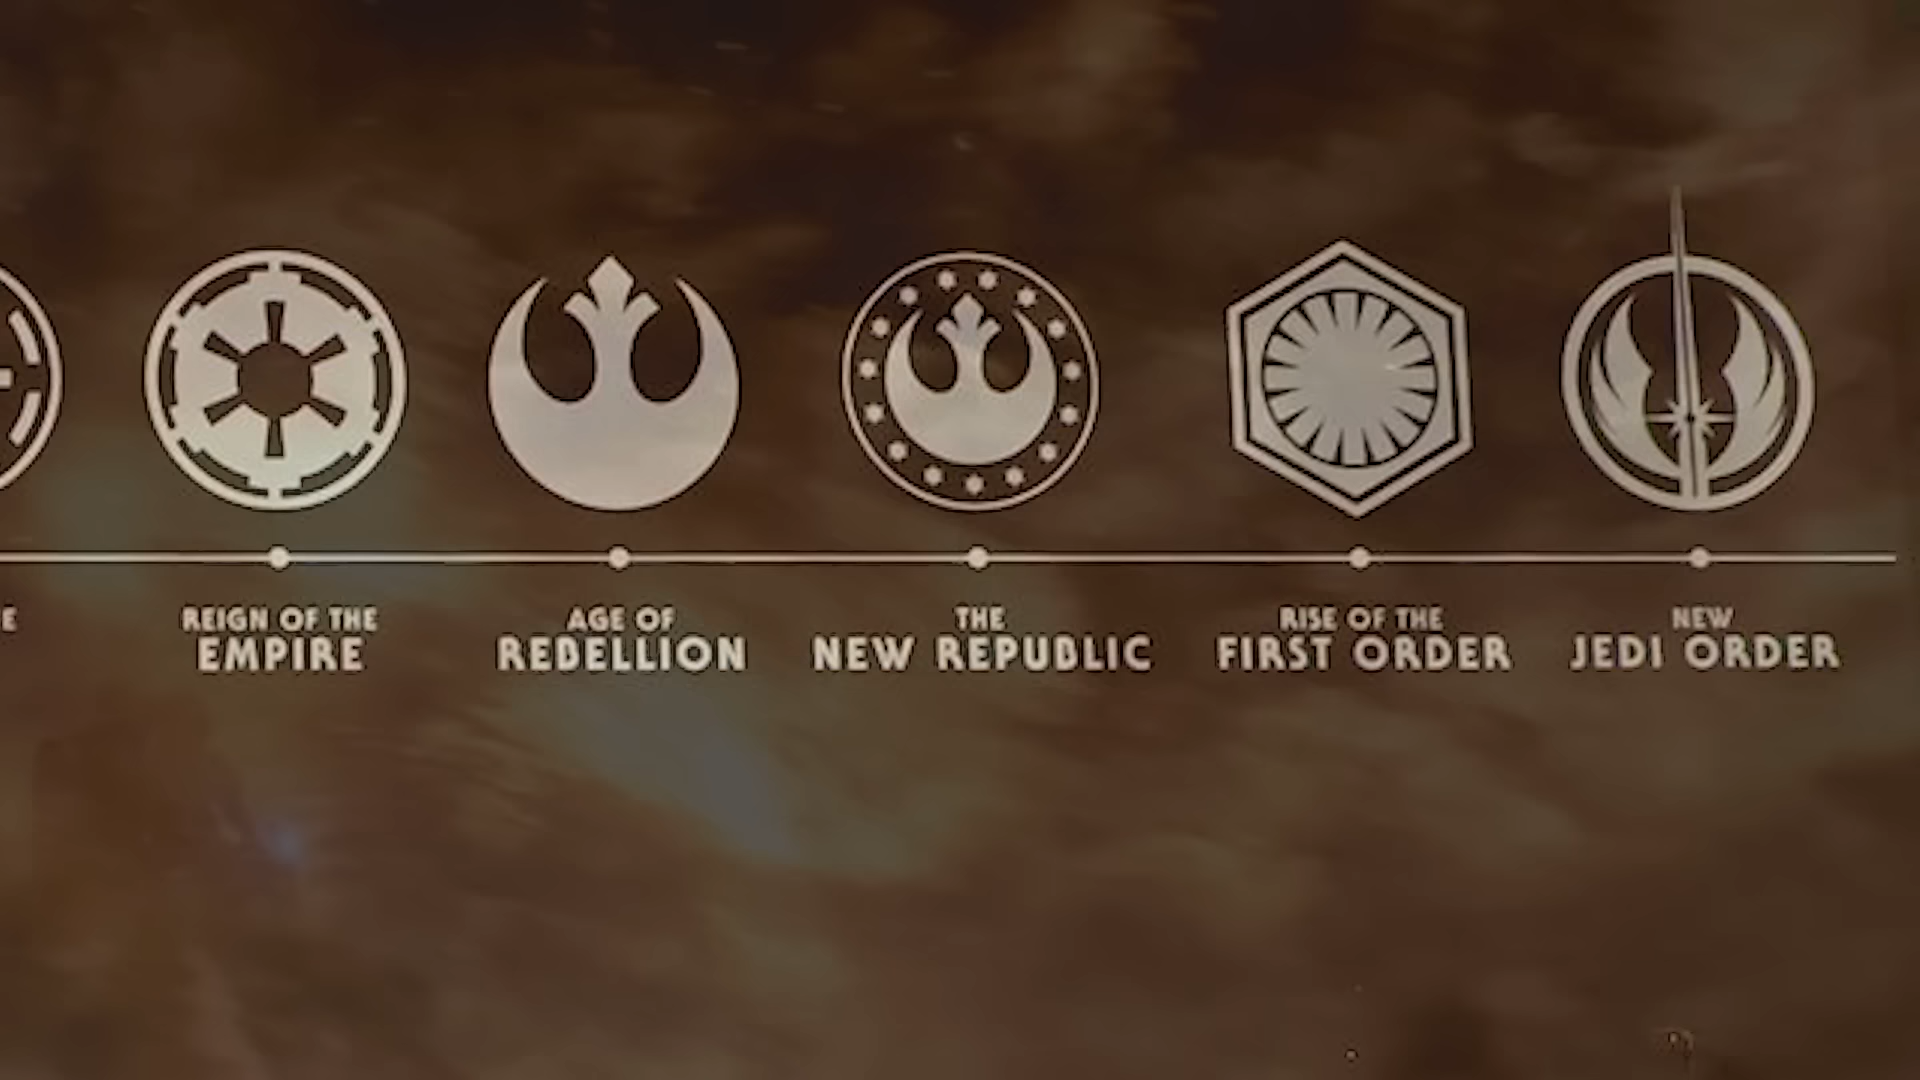 E
REIGN OF THE
EMPIRE
AGE OF
REBELLION
THE
NEW REPUBLIC
RISE OF THE
FIRST ORDER
NEW
JEDI ORDER